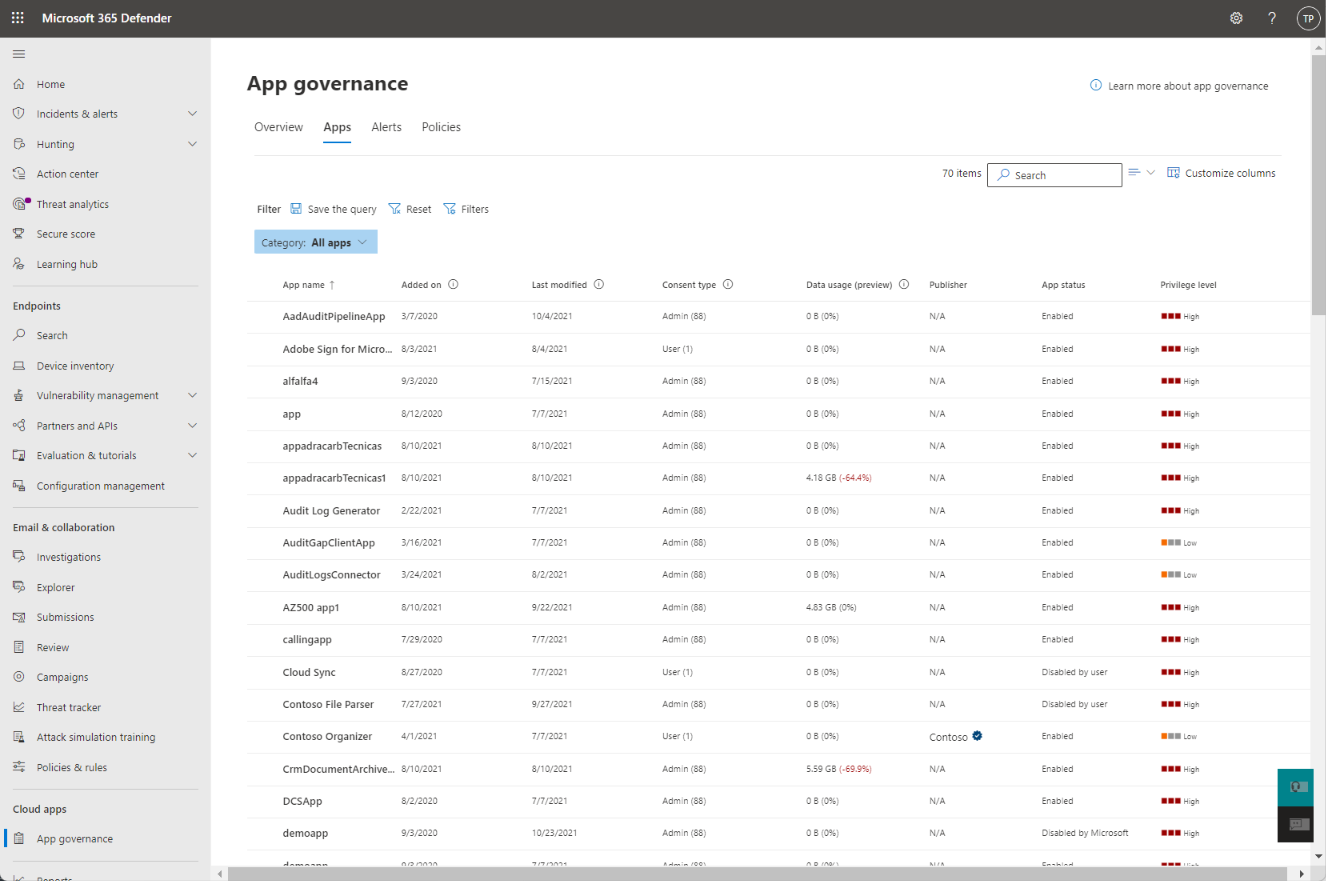 Microsoft 365 Defender
?
TP
Home
Incidents & alerts
Hunting
Action center
Threat analytics
Secure score
Learning hub
Endpoints
Search
Device inventory
Vulnerability management
Partners and APIs
Evaluation & tutorials
Configuration management
Email & collaboration
Investigations
Explorer
Submissions
Review
Campaigns
Threat tracker
Attack simulation training
Policies & rules
Cloud apps
App governance
Reports
App governance
Learn more about app governance
Overview Apps Alerts Policies
70 items Search Customize columns
Filter Save the query Reset Filters
Category: All apps
App name ↑ Added on Last modified Consent type Data usage (preview) Publisher App status Privilege level
AadAuditPipelineApp 3/7/2020 10/4/2021 Admin (88) 0 B (0%) N/A Enabled High
Adobe Sign for Micro... 8/3/2021 8/4/2021 User (1) 0 B (0%) N/A Enabled High
alfalfa4 9/3/2020 7/15/2021 Admin (88) 0 B (0%) N/A Enabled High
app 8/12/2020 7/7/2021 Admin (88) 0 B (0%) N/A Enabled High
appadracarbTecnicas 8/10/2021 8/10/2021 Admin (88) 0 B (0%) N/A Enabled High
appadracarbTecnicas1 8/10/2021 8/10/2021 Admin (88) 4.18 GB (-64.4%) N/A Enabled High
Audit Log Generator 2/22/2021 7/7/2021 Admin (88) 0 B (0%) N/A Enabled High
AuditGapClientApp 3/16/2021 7/7/2021 Admin (88) 0 B (0%) N/A Enabled Low
AuditLogsConnector 3/24/2021 8/2/2021 Admin (88) 0 B (0%) N/A Enabled Low
AZ500 app1 8/10/2021 9/22/2021 Admin (88) 4.83 GB (0%) N/A Enabled High
callingapp 7/29/2020 7/7/2021 Admin (88) 0 B (0%) N/A Enabled High
Cloud Sync 8/27/2020 7/7/2021 User (1) 0 B (0%) N/A Disabled by user High
Contoso File Parser 7/27/2021 9/27/2021 Admin (88) 0 B (0%) N/A Disabled by user High
Contoso Organizer 4/1/2021 7/7/2021 User (1) 0 B (0%) Contoso Enabled Low
CrmDocumentArchive... 8/10/2021 8/10/2021 Admin (88) 5.59 GB (-69.9%) N/A Enabled High
DCSApp 8/2/2020 7/7/2021 Admin (88) 0 B (0%) N/A Enabled High
demoapp 9/3/2020 10/23/2021 Admin (88) 0 B (0%) N/A Disabled by Microsoft High
demoapp 9/3/2020 7/7/2021 Admin (88) 0 B (0%) N/A Enabled High